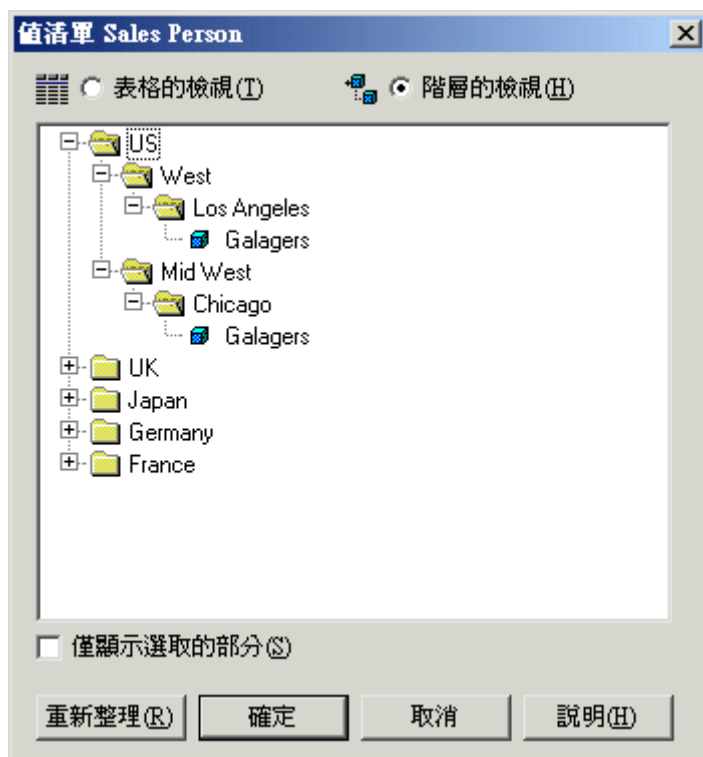 值清單 Sales Person
表格的檢視(T) 階層的檢視(H)
US
West
Los Angeles
Galagers
Mid West
Chicago
Galagers
UK
Japan
Germany
France
僅顯示選取的部分(S)
重新整理(R) 確定 取消 說明(H)